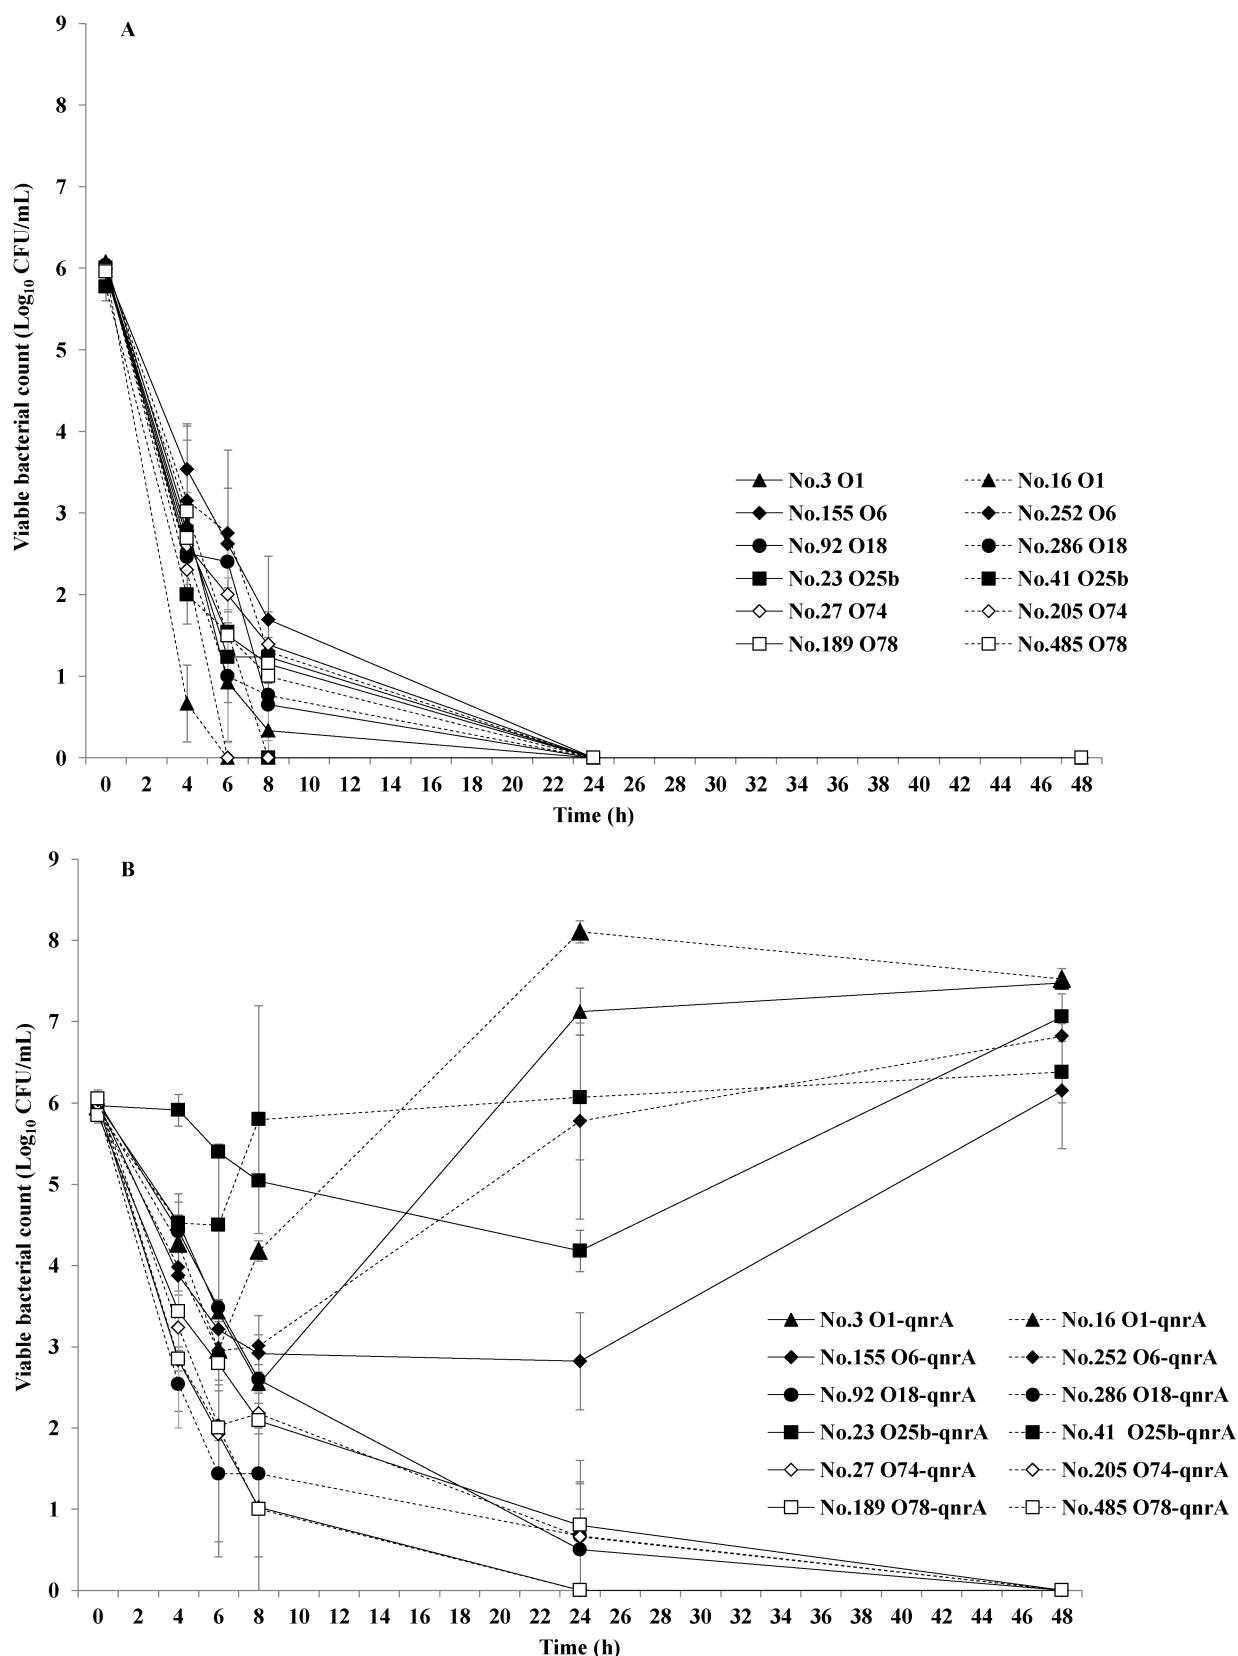 A
9
8
7
6
5
4
3
2
1
0
Viable bacterial count (Log10 CFU/mL)
No.3 O1 No.16 O1
No.155 O6 No.252 O6
No.92 O18 No.286 O18
No.23 O25b No.41 O25b
No.27 O74 No.205 O74
No.189 O78 No.485 O78
0 2 4 6 8 10 12 14 16 18 20 22 24 26 28 30 32 34 36 38 40 42 44 46 48
Time (h)
B
9
8
7
6
5
4
3
2
1
0
Viable bacterial count (Log10 CFU/mL)
No.3 O1-qnrA No.16 O1-qnrA
No.155 O6-qnrA No.252 O6-qnrA
No.92 O18-qnrA No.286 O18-qnrA
No.23 O25b-qnrA No.41 O25b-qnrA
No.27 O74-qnrA No.205 O74-qnrA
No.189 O78-qnrA No.485 O78-qnrA
0 2 4 6 8 10 12 14 16 18 20 22 24 26 28 30 32 34 36 38 40 42 44 46 48
Time (h)